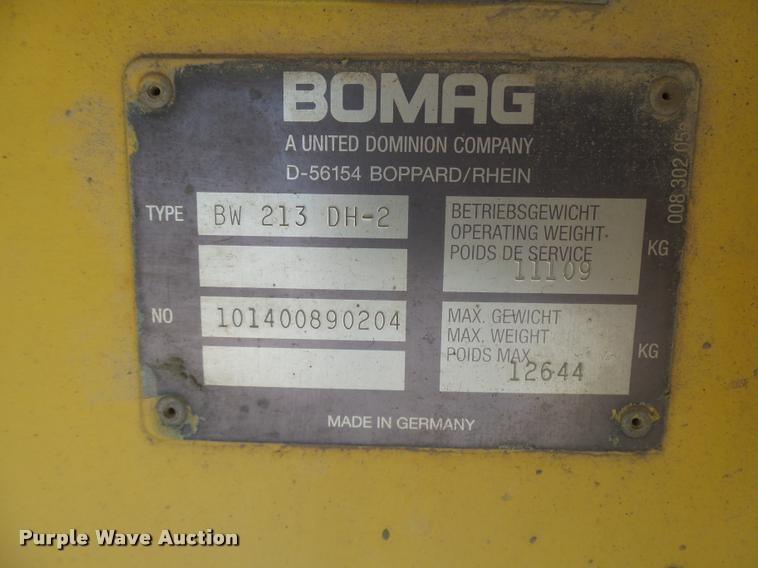 BOMAG
A UNITED DOMINION COMPANY
D-56154 BOPPARD/RHEIN
TYPE BW 213 DH-2
BETRIEBSGEWICHT
OPERATING WEIGHT
POIDS DE SERVICE
11109 KG
NO 101400890204
MAX. GEWICHT
MAX. WEIGHT
POIDS MAX.
12644 KG
MADE IN GERMANY
008 302 05
Purple Wave Auction